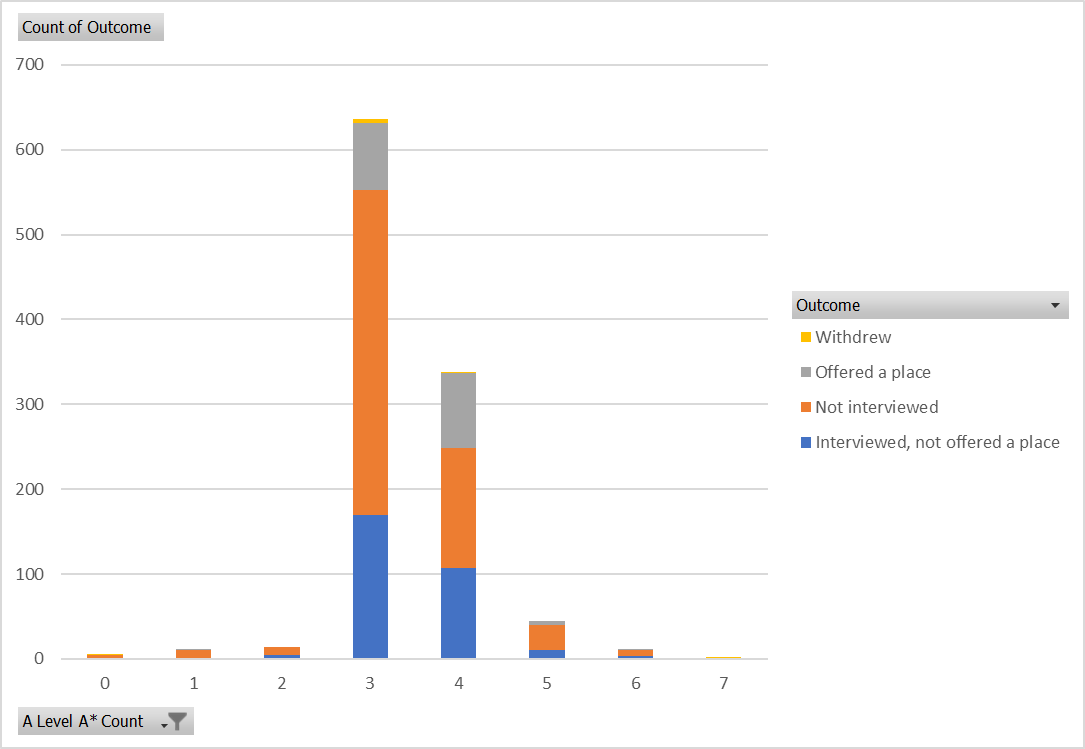 Count of Outcome
700
600
500
400
300
200
100
0
0 1 2 3 4 5 6 7
A Level A* Count
Outcome
Withdrew
Offered a place
Not interviewed
Interviewed, not offered a place